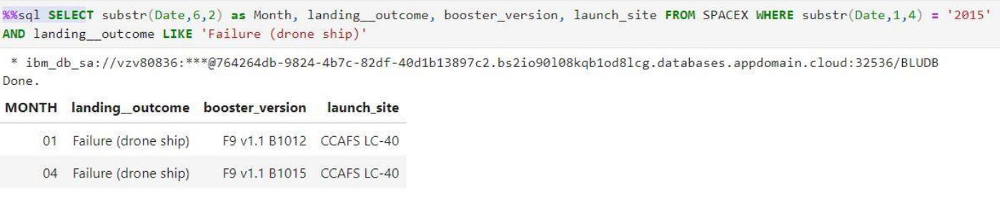 %%sql SELECT substr(Date,6,2) as Month, landing__outcome, booster_version, launch_site FROM SPACEX WHERE substr(Date,1,4) = '2015'
AND landing__outcome LIKE 'Failure (drone ship)'
* ibm_db_sa://vzv80836:***@764264db-9824-4b7c-82df-40d1b13897c2.bs2io90l08kqb1od8lcg.databases.appdomain.cloud:32536/BLUDB
Done.
MONTH landing__outcome booster_version launch_site
01 Failure (drone ship) F9 v1.1 B1012 CCAFS LC-40
04 Failure (drone ship) F9 v1.1 B1015 CCAFS LC-40